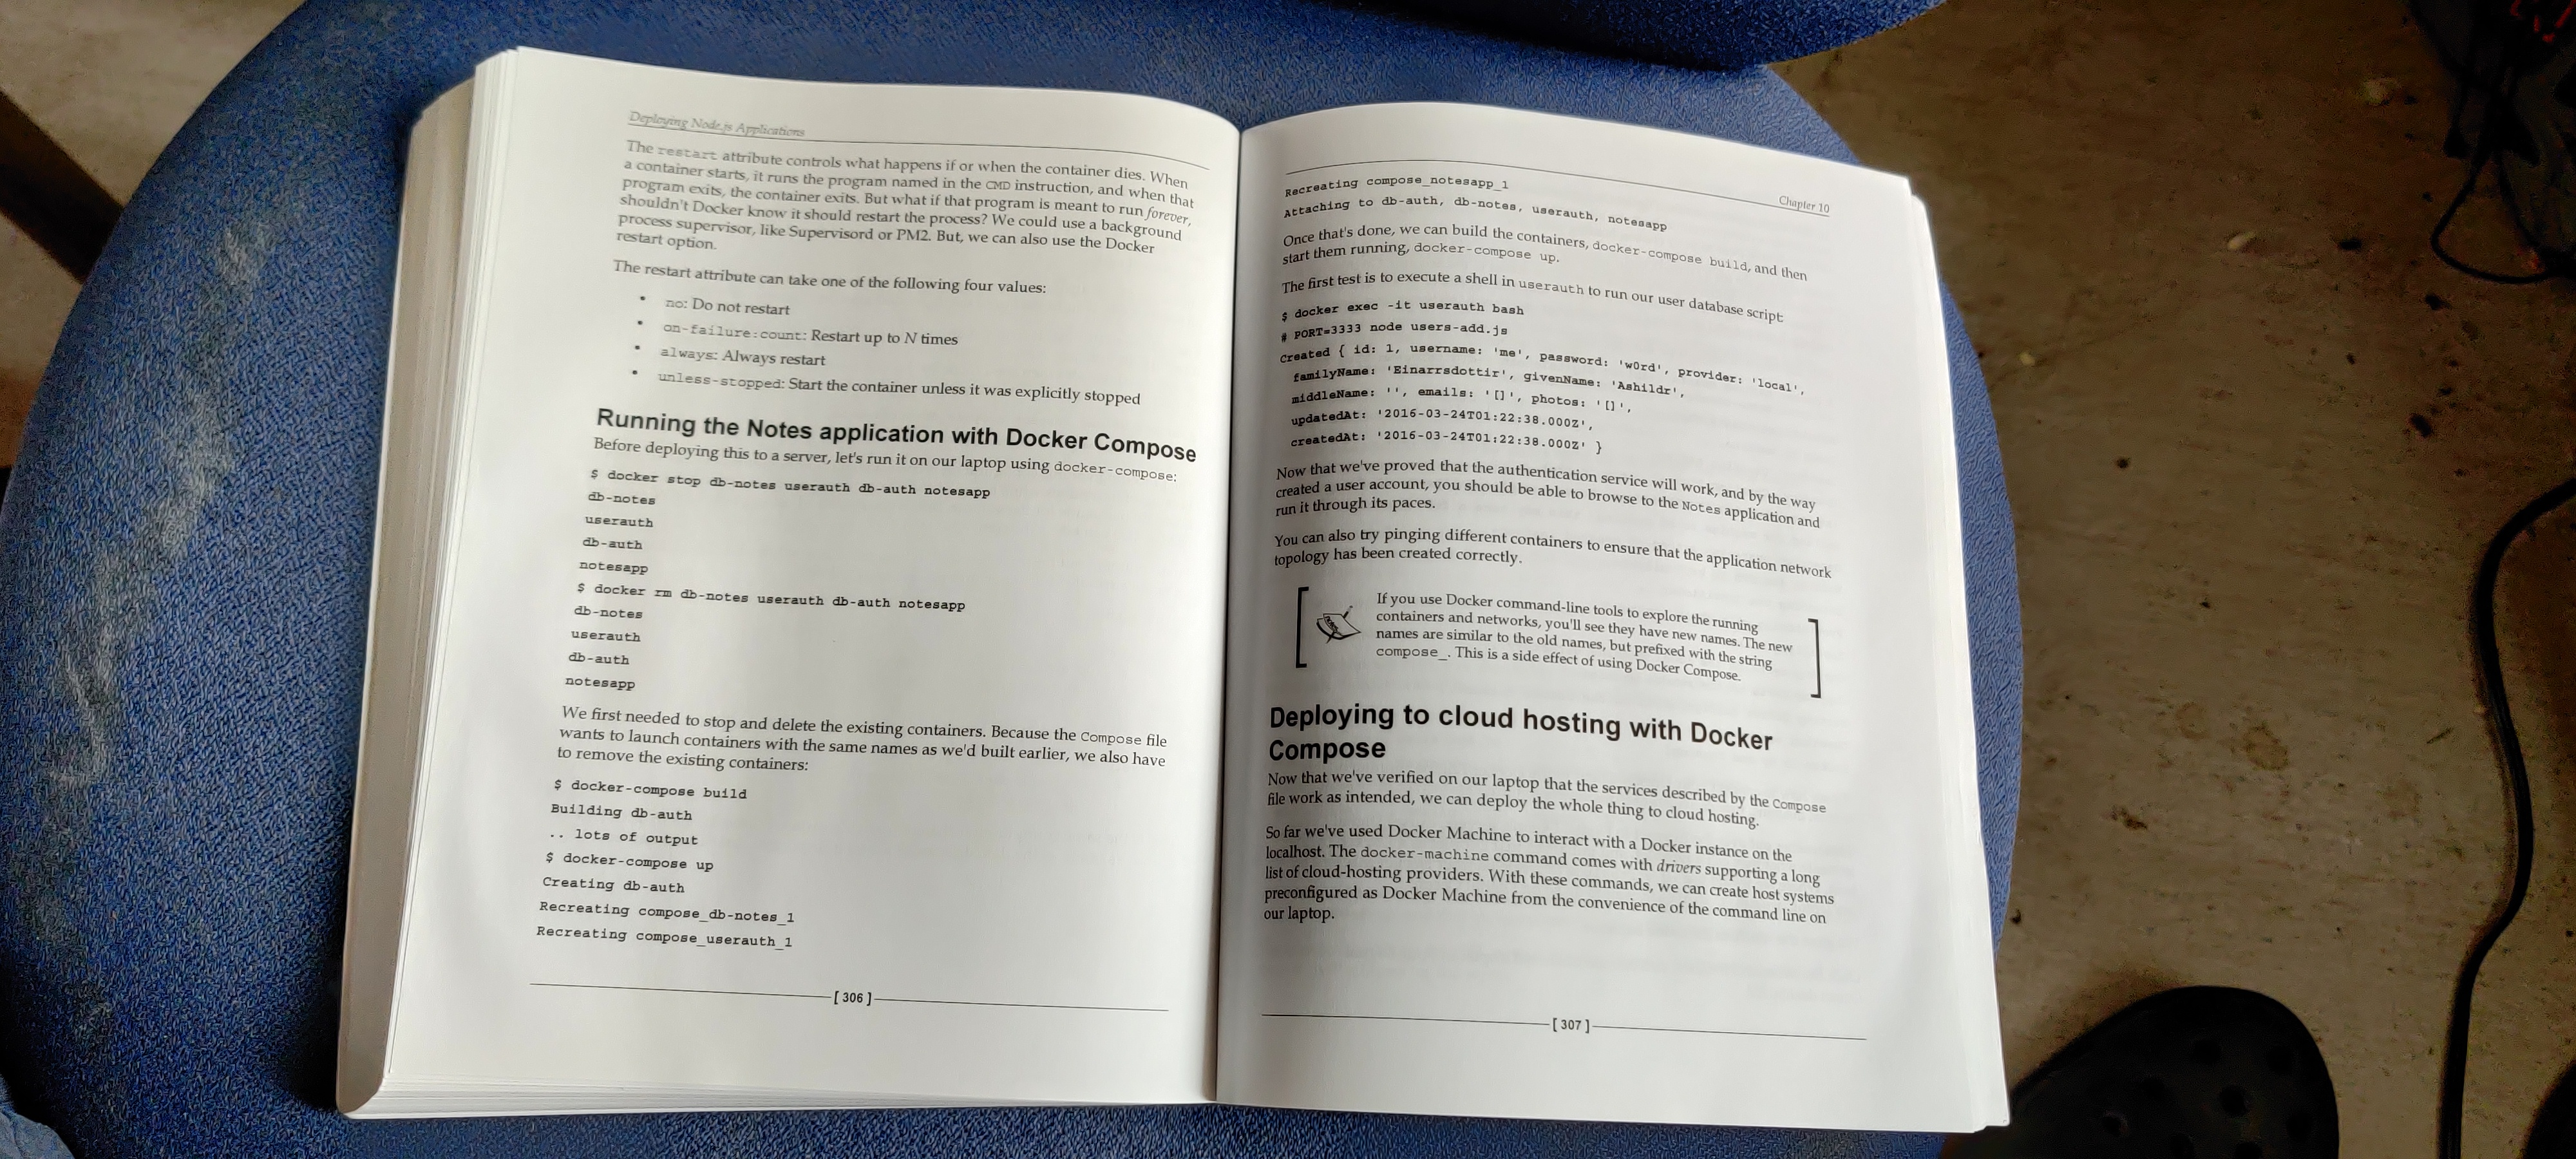 Deploying Node.js Applications
The restart attribute controls what happens if or when the container dies. When
a container starts, it runs the program named in the CMD instruction, and when that
program exits, the container exits. But what if that program is meant to run forever,
shouldn't Docker know it should restart the process? We could use a background
process supervisor, like Supervisord or PM2. But, we can also use the Docker
restart option.
The restart attribute can take one of the following four values:
• no: Do not restart
• on-failure:count: Restart up to N times
• always: Always restart
• unless-stopped: Start the container unless it was explicitly stopped
Running the Notes application with Docker Compose
Before deploying this to a server, let's run it on our laptop using docker-compose:
$ docker stop db-notes userauth db-auth notesapp
db-notes
userauth
db-auth
notesapp
$ docker rm db-notes userauth db-auth notesapp
db-notes
userauth
db-auth
notesapp
We first needed to stop and delete the existing containers. Because the Compose file
wants to launch containers with the same names as we'd built earlier, we also have
to remove the existing containers:
$ docker-compose build
Building db-auth
.. lots of output
$ docker-compose up
Creating db-auth
Recreating compose_db-notes_1
Recreating compose_userauth_1
[ 306 ]
Chapter 10
Recreating compose_notesapp_1
Attaching to db-auth, db-notes, userauth, notesapp
Once that's done, we can build the containers, docker-compose build, and then
start them running, docker-compose up.
The first test is to execute a shell in userauth to run our user database script:
$ docker exec -it userauth bash
# PORT=3333 node users-add.js
Created { id: 1, username: 'me', password: 'w0rd', provider: 'local',
familyName: 'Einarrsdottir', givenName: 'Ashildr',
middleName: '', emails: '[]', photos: '[]',
updatedAt: '2016-03-24T01:22:38.000Z',
createdAt: '2016-03-24T01:22:38.000Z' }
Now that we've proved that the authentication service will work, and by the way
created a user account, you should be able to browse to the Notes application and
run it through its paces.
You can also try pinging different containers to ensure that the application network
topology has been created correctly.
If you use Docker command-line tools to explore the running
containers and networks, you'll see they have new names. The new
names are similar to the old names, but prefixed with the string
compose_. This is a side effect of using Docker Compose.
Deploying to cloud hosting with Docker
Compose
Now that we've verified on our laptop that the services described by the Compose
file work as intended, we can deploy the whole thing to cloud hosting.
So far we've used Docker Machine to interact with a Docker instance on the
localhost. The docker-machine command comes with drivers supporting a long
list of cloud-hosting providers. With these commands, we can create host systems
preconfigured as Docker Machine from the convenience of the command line on
our laptop.
[ 307 ]